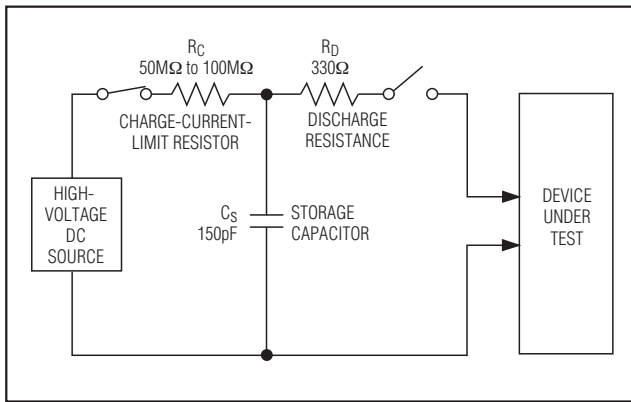 R_C
50MΩ to 100MΩ
CHARGE-CURRENT-
LIMIT RESISTOR
R_D
330Ω
DISCHARGE
RESISTANCE
HIGH-
VOLTAGE
DC
SOURCE
C_S
150pF
STORAGE
CAPACITOR
DEVICE
UNDER
TEST